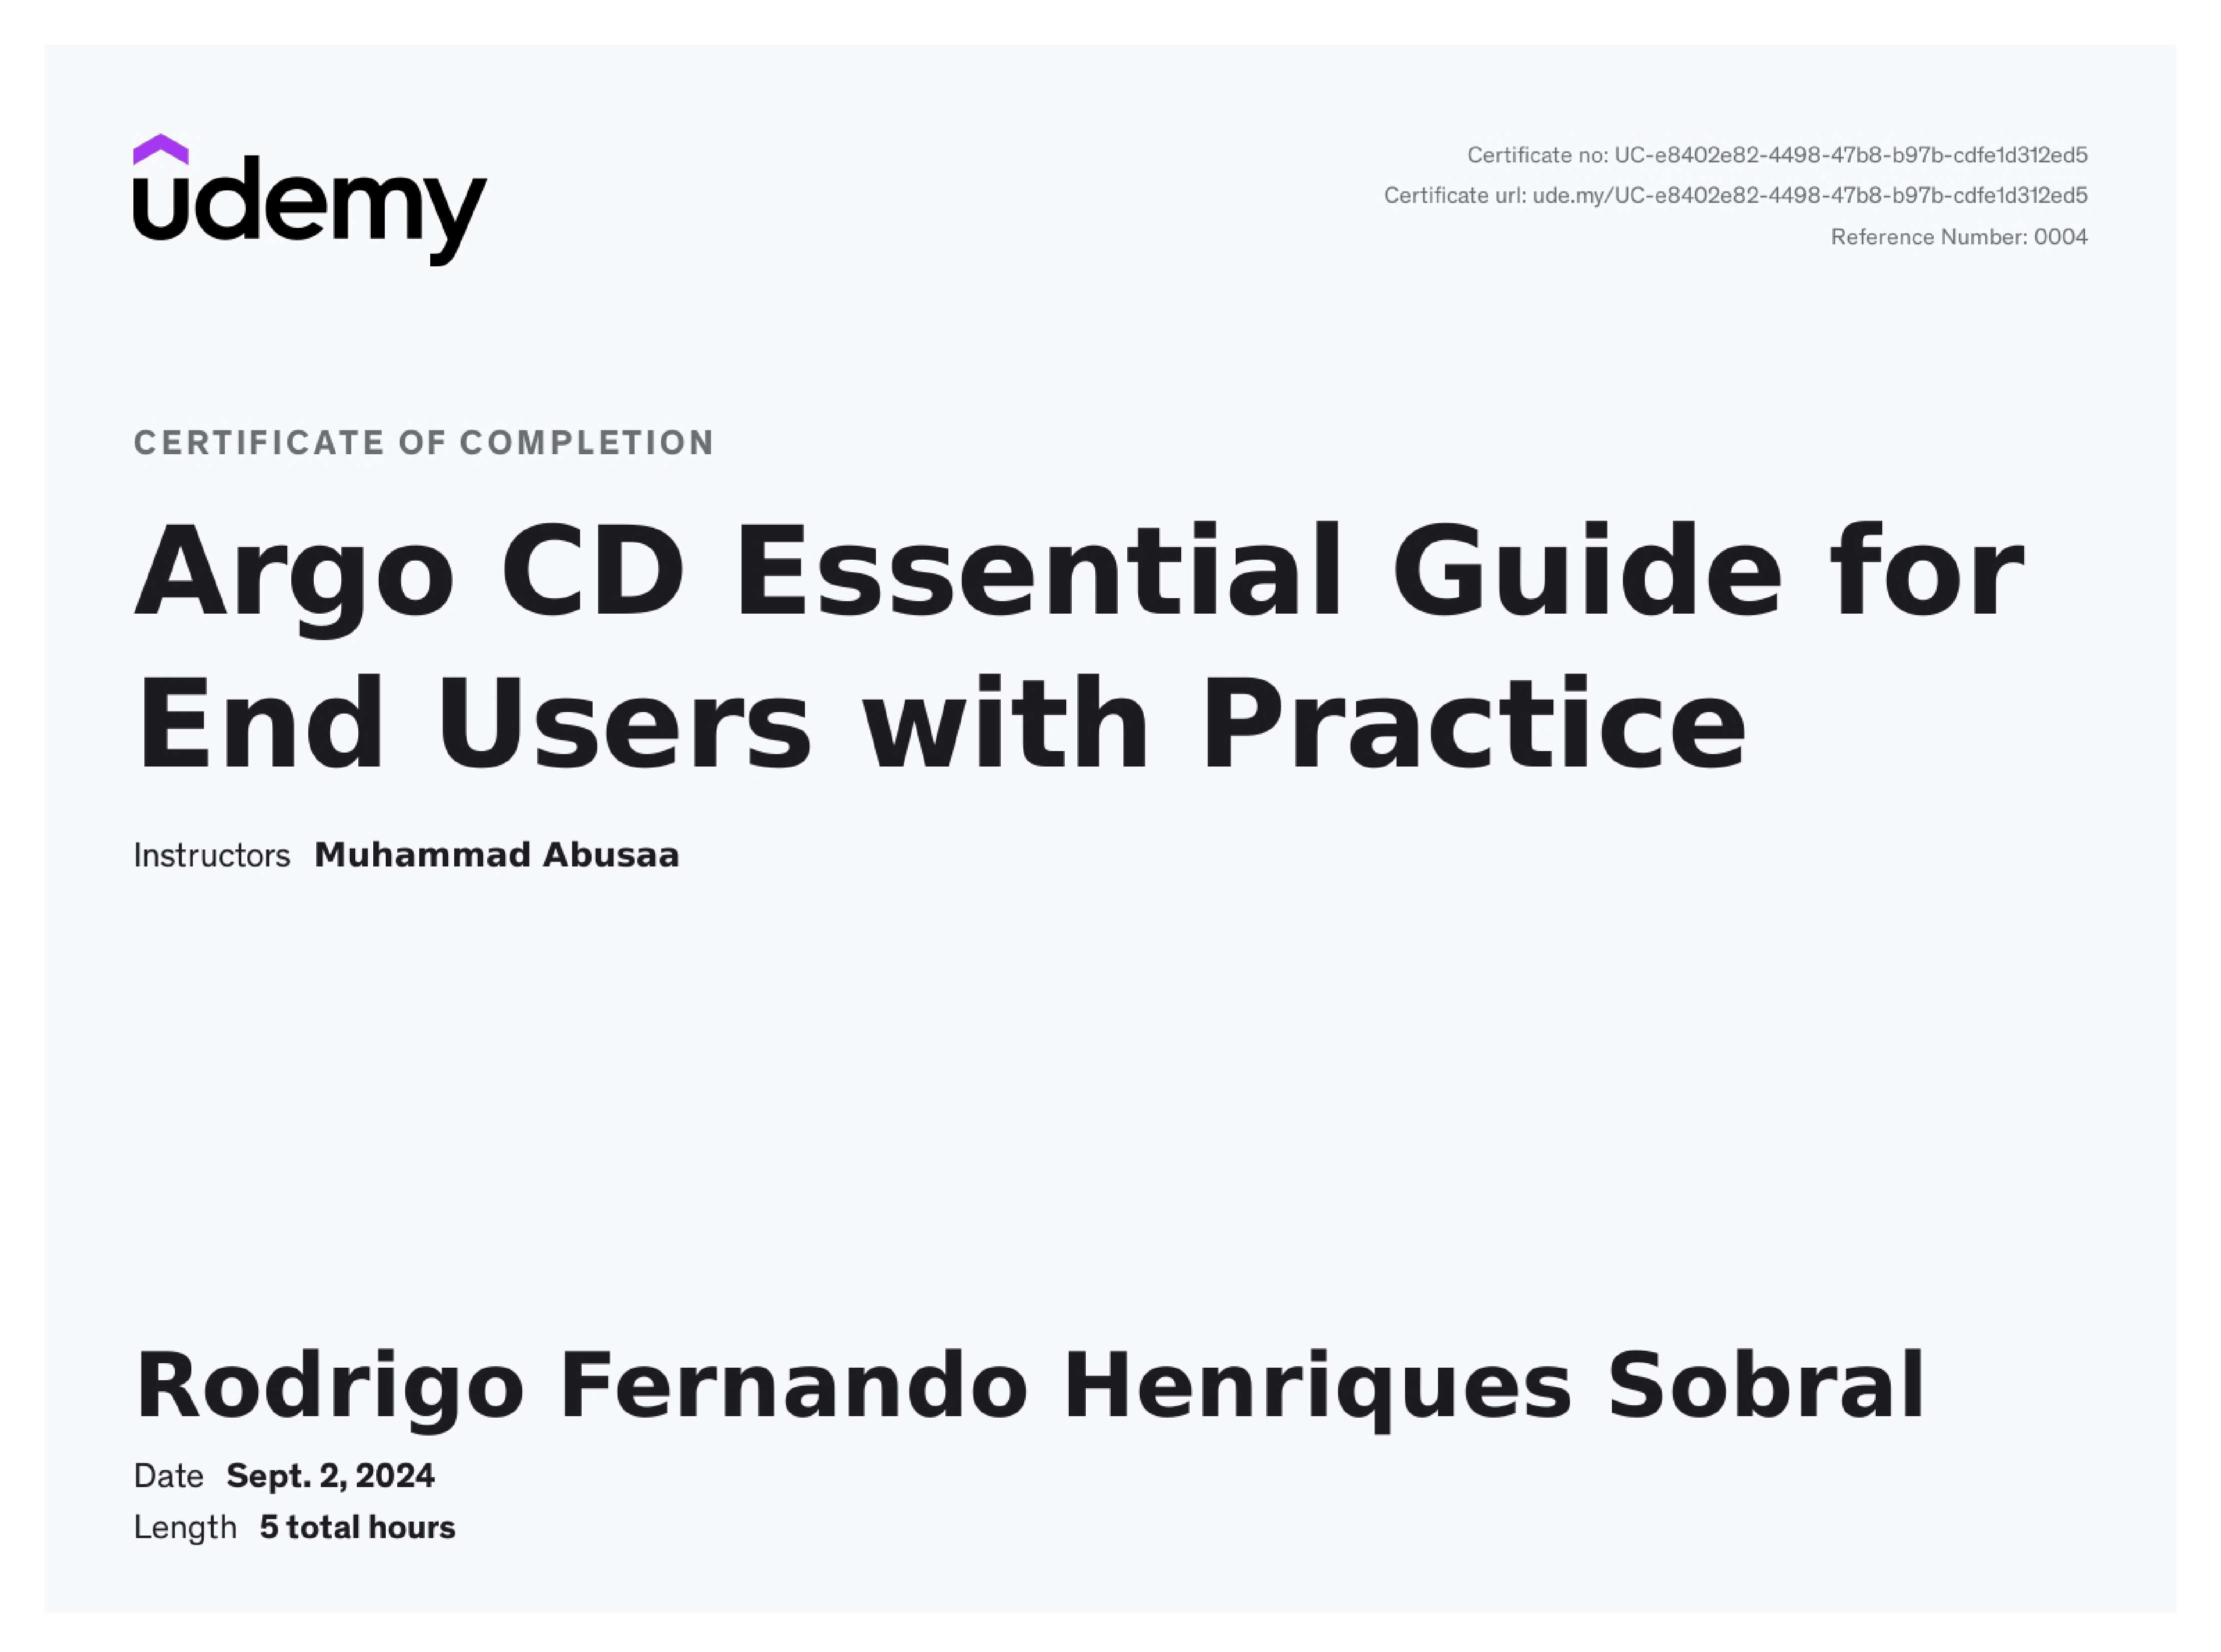 udemy
Certificate no: UC-e8402e82-4498-47b8-b97b-cdfe1d312ed5
Certificate url: ude.my/UC-e8402e82-4498-47b8-b97b-cdfe1d312ed5
Reference Number: 0004
CERTIFICATE OF COMPLETION
Argo CD Essential Guide for
End Users with Practice
Instructors Muhammad Abusaa
Rodrigo Fernando Henriques Sobral
Date Sept. 2, 2024
Length 5 total hours